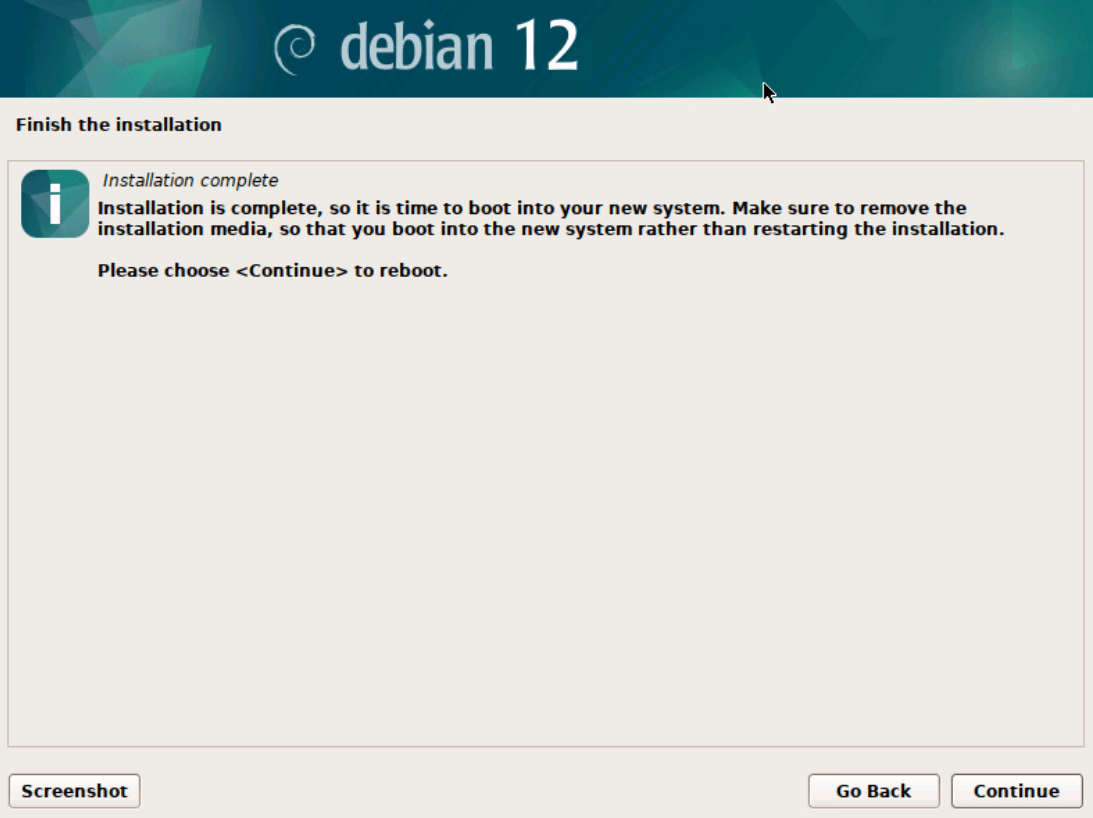 debian 12
Finish the installation
i
Installation complete
Installation is complete, so it is time to boot into your new system. Make sure to remove the
installation media, so that you boot into the new system rather than restarting the installation.
Please choose <Continue> to reboot.
Screenshot
Go Back
Continue